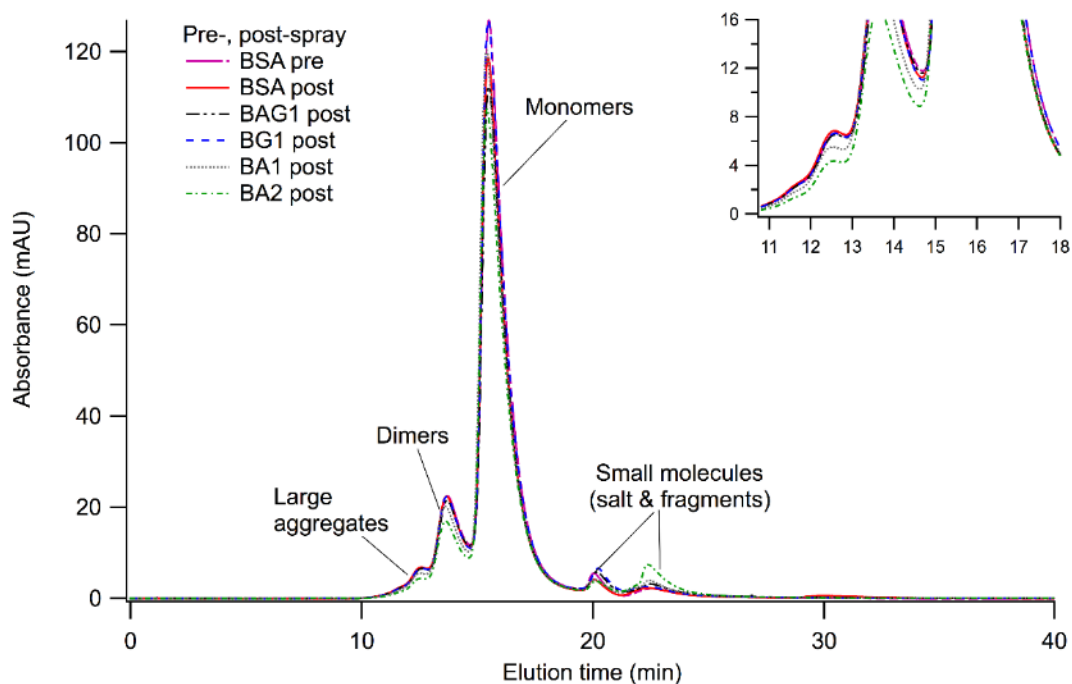 Pre-, post-spray
BSA pre
BSA post
BAG1 post
BG1 post
BA1 post
BA2 post
Monomers
Dimers
Large
aggregates
Small molecules
(salt & fragments)
Absorbance (mAU)
120
100
80
60
40
20
0
0 10 20 30 40
Elution time (min)
16
12
8
4
0
11 12 13 14 15 16 17 18